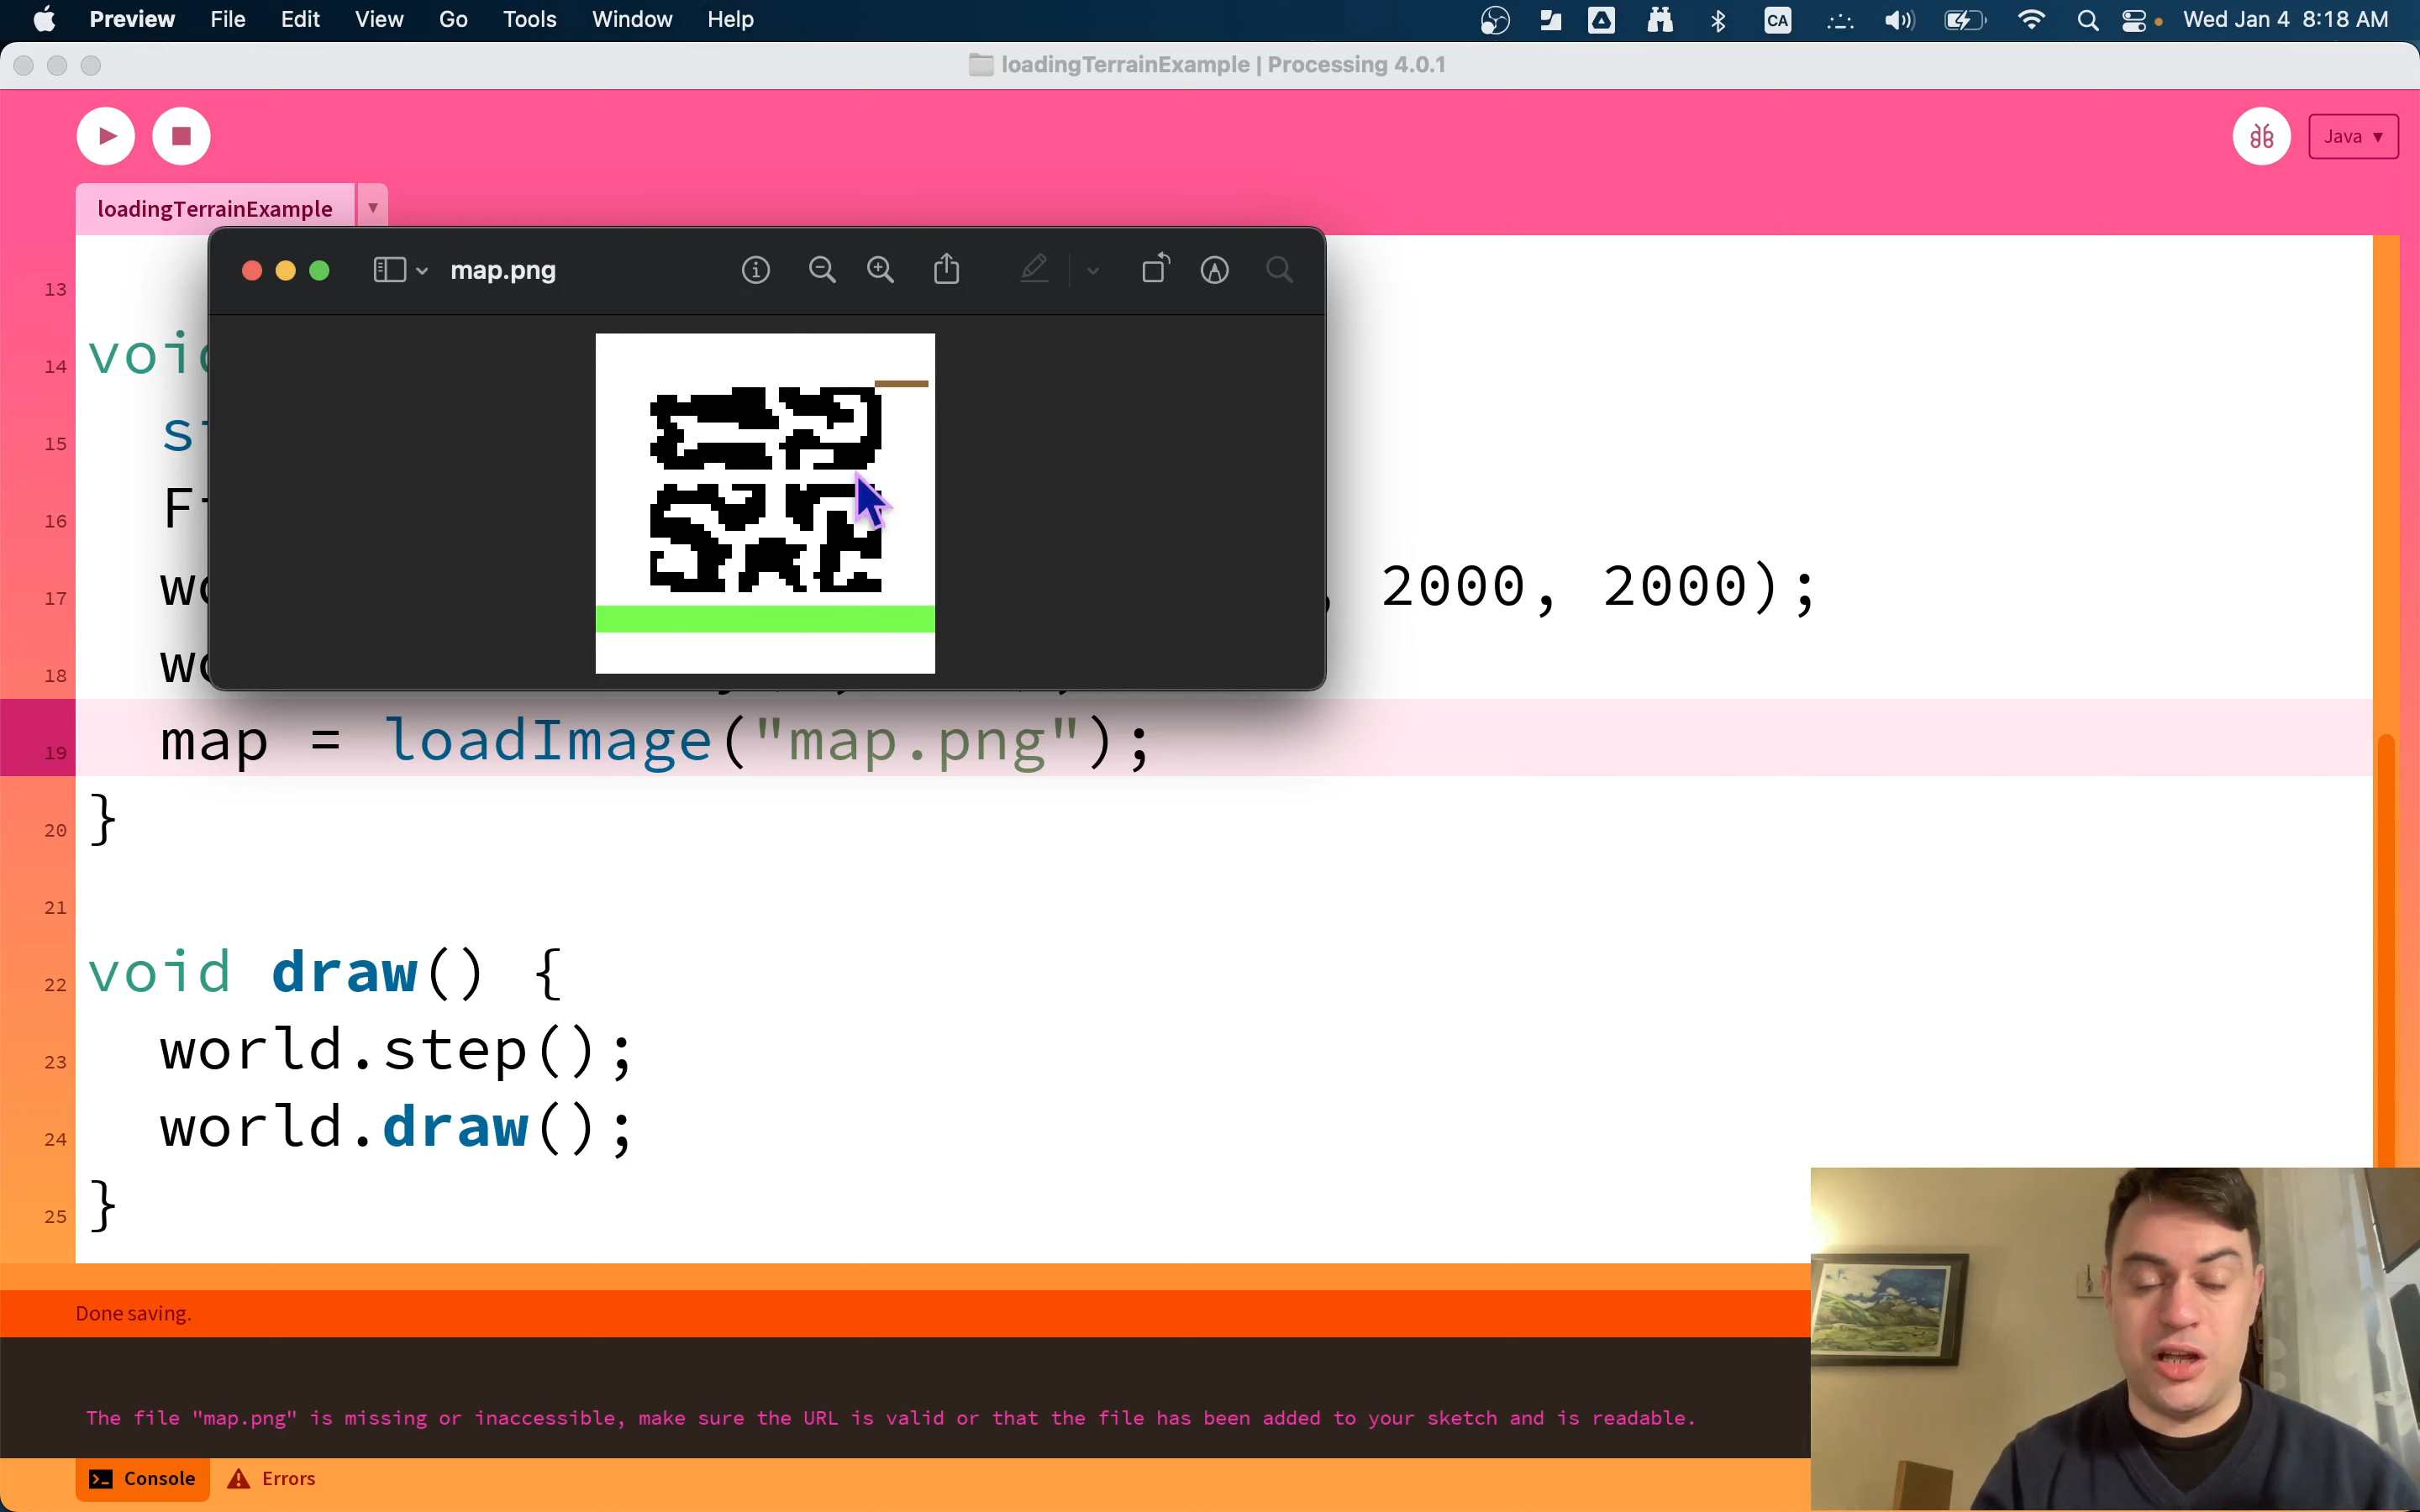 Preview File Edit View Go Tools Window Help CA Wed Jan 4 8:18 AM
loadingTerrainExample | Processing 4.0.1
Java ▼
loadingTerrainExample ▼
map.png
13
14 void
15
16
17 , 2000, 2000);
18
19 map = loadImage("map.png");
20 }
21
22 void draw() {
23 world.step();
24 world.draw();
25 }
Done saving.
The file "map.png" is missing or inaccessible, make sure the URL is valid or that the file has been added to your sketch and is readable.
Console Errors